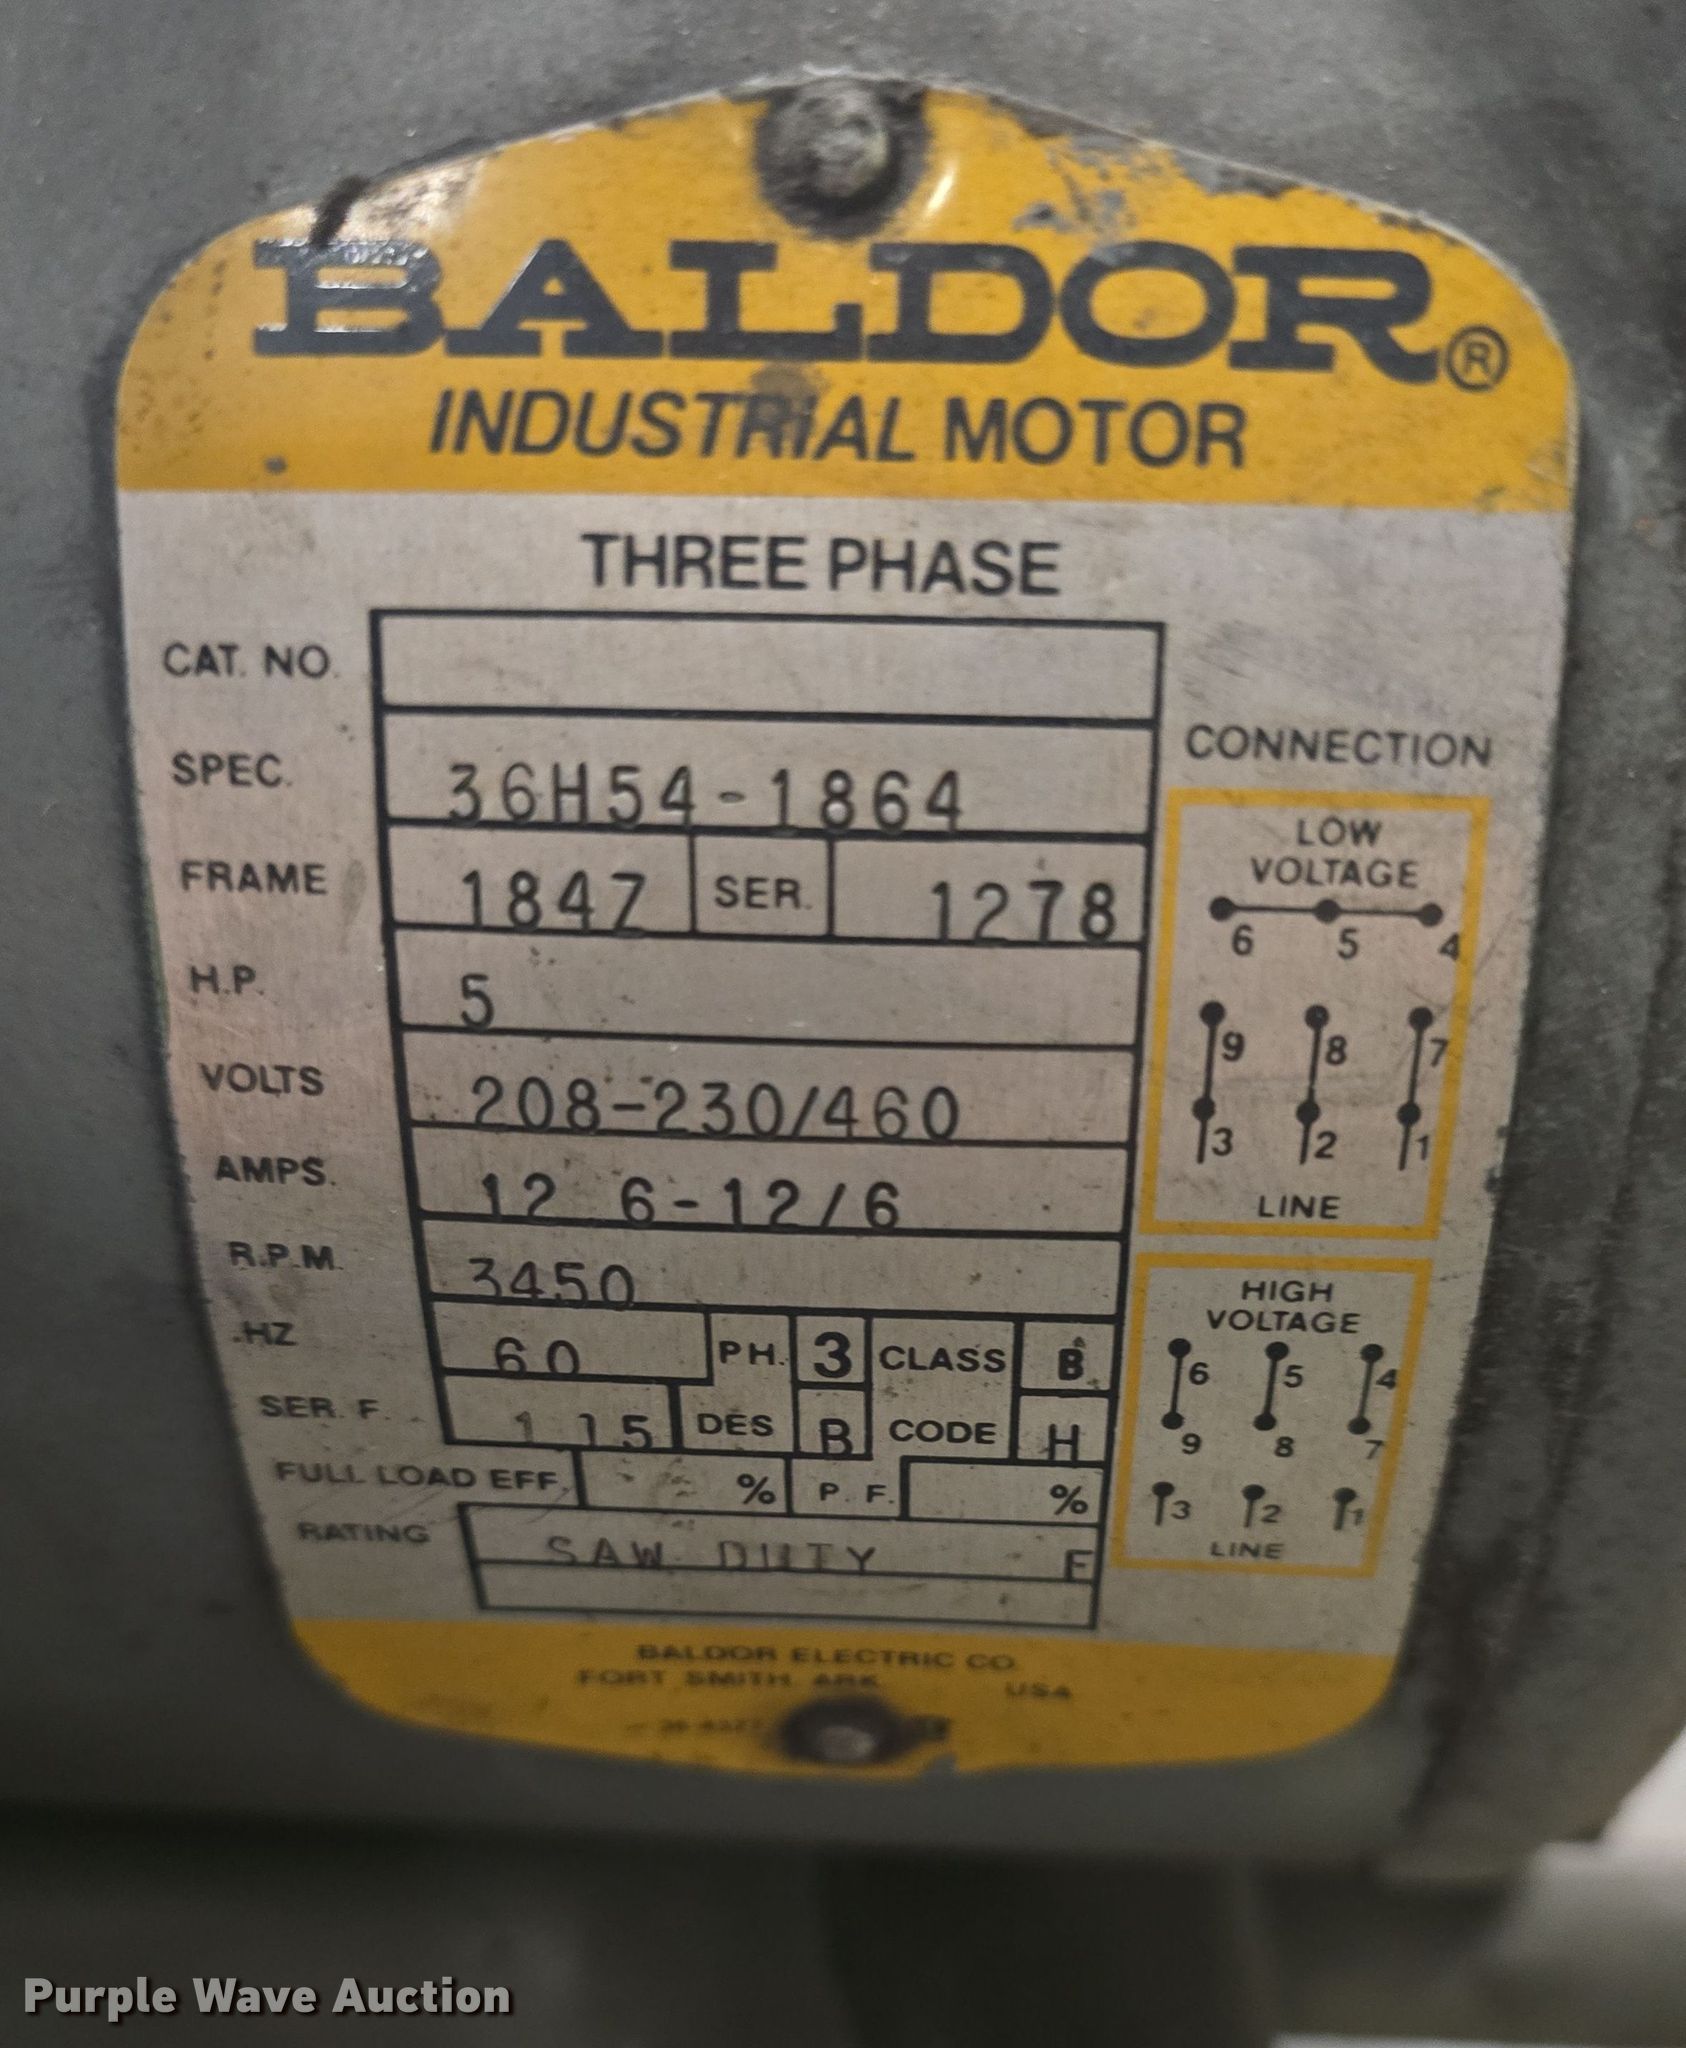 BALDOR®
INDUSTRIAL MOTOR
THREE PHASE
CAT. NO.
SPEC. 36H54-1864
FRAME 184Z SER. 1278
H.P. 5
VOLTS 208-230/460
AMPS. 12 6-12/6
R.P.M. 3450
HZ 60 PH. 3 CLASS B
SER. F. 1 15 DES B CODE H
FULL LOAD EFF. % P. F. %
RATING SAW DUTY F
CONNECTION
LOW
VOLTAGE
6 5 4
9 8 7
3 2 1
LINE
HIGH
VOLTAGE
6 5 4
9 8 7
3 2 1
LINE
BALDOR ELECTRIC CO.
FORT SMITH ARK. USA
Purple Wave Auction